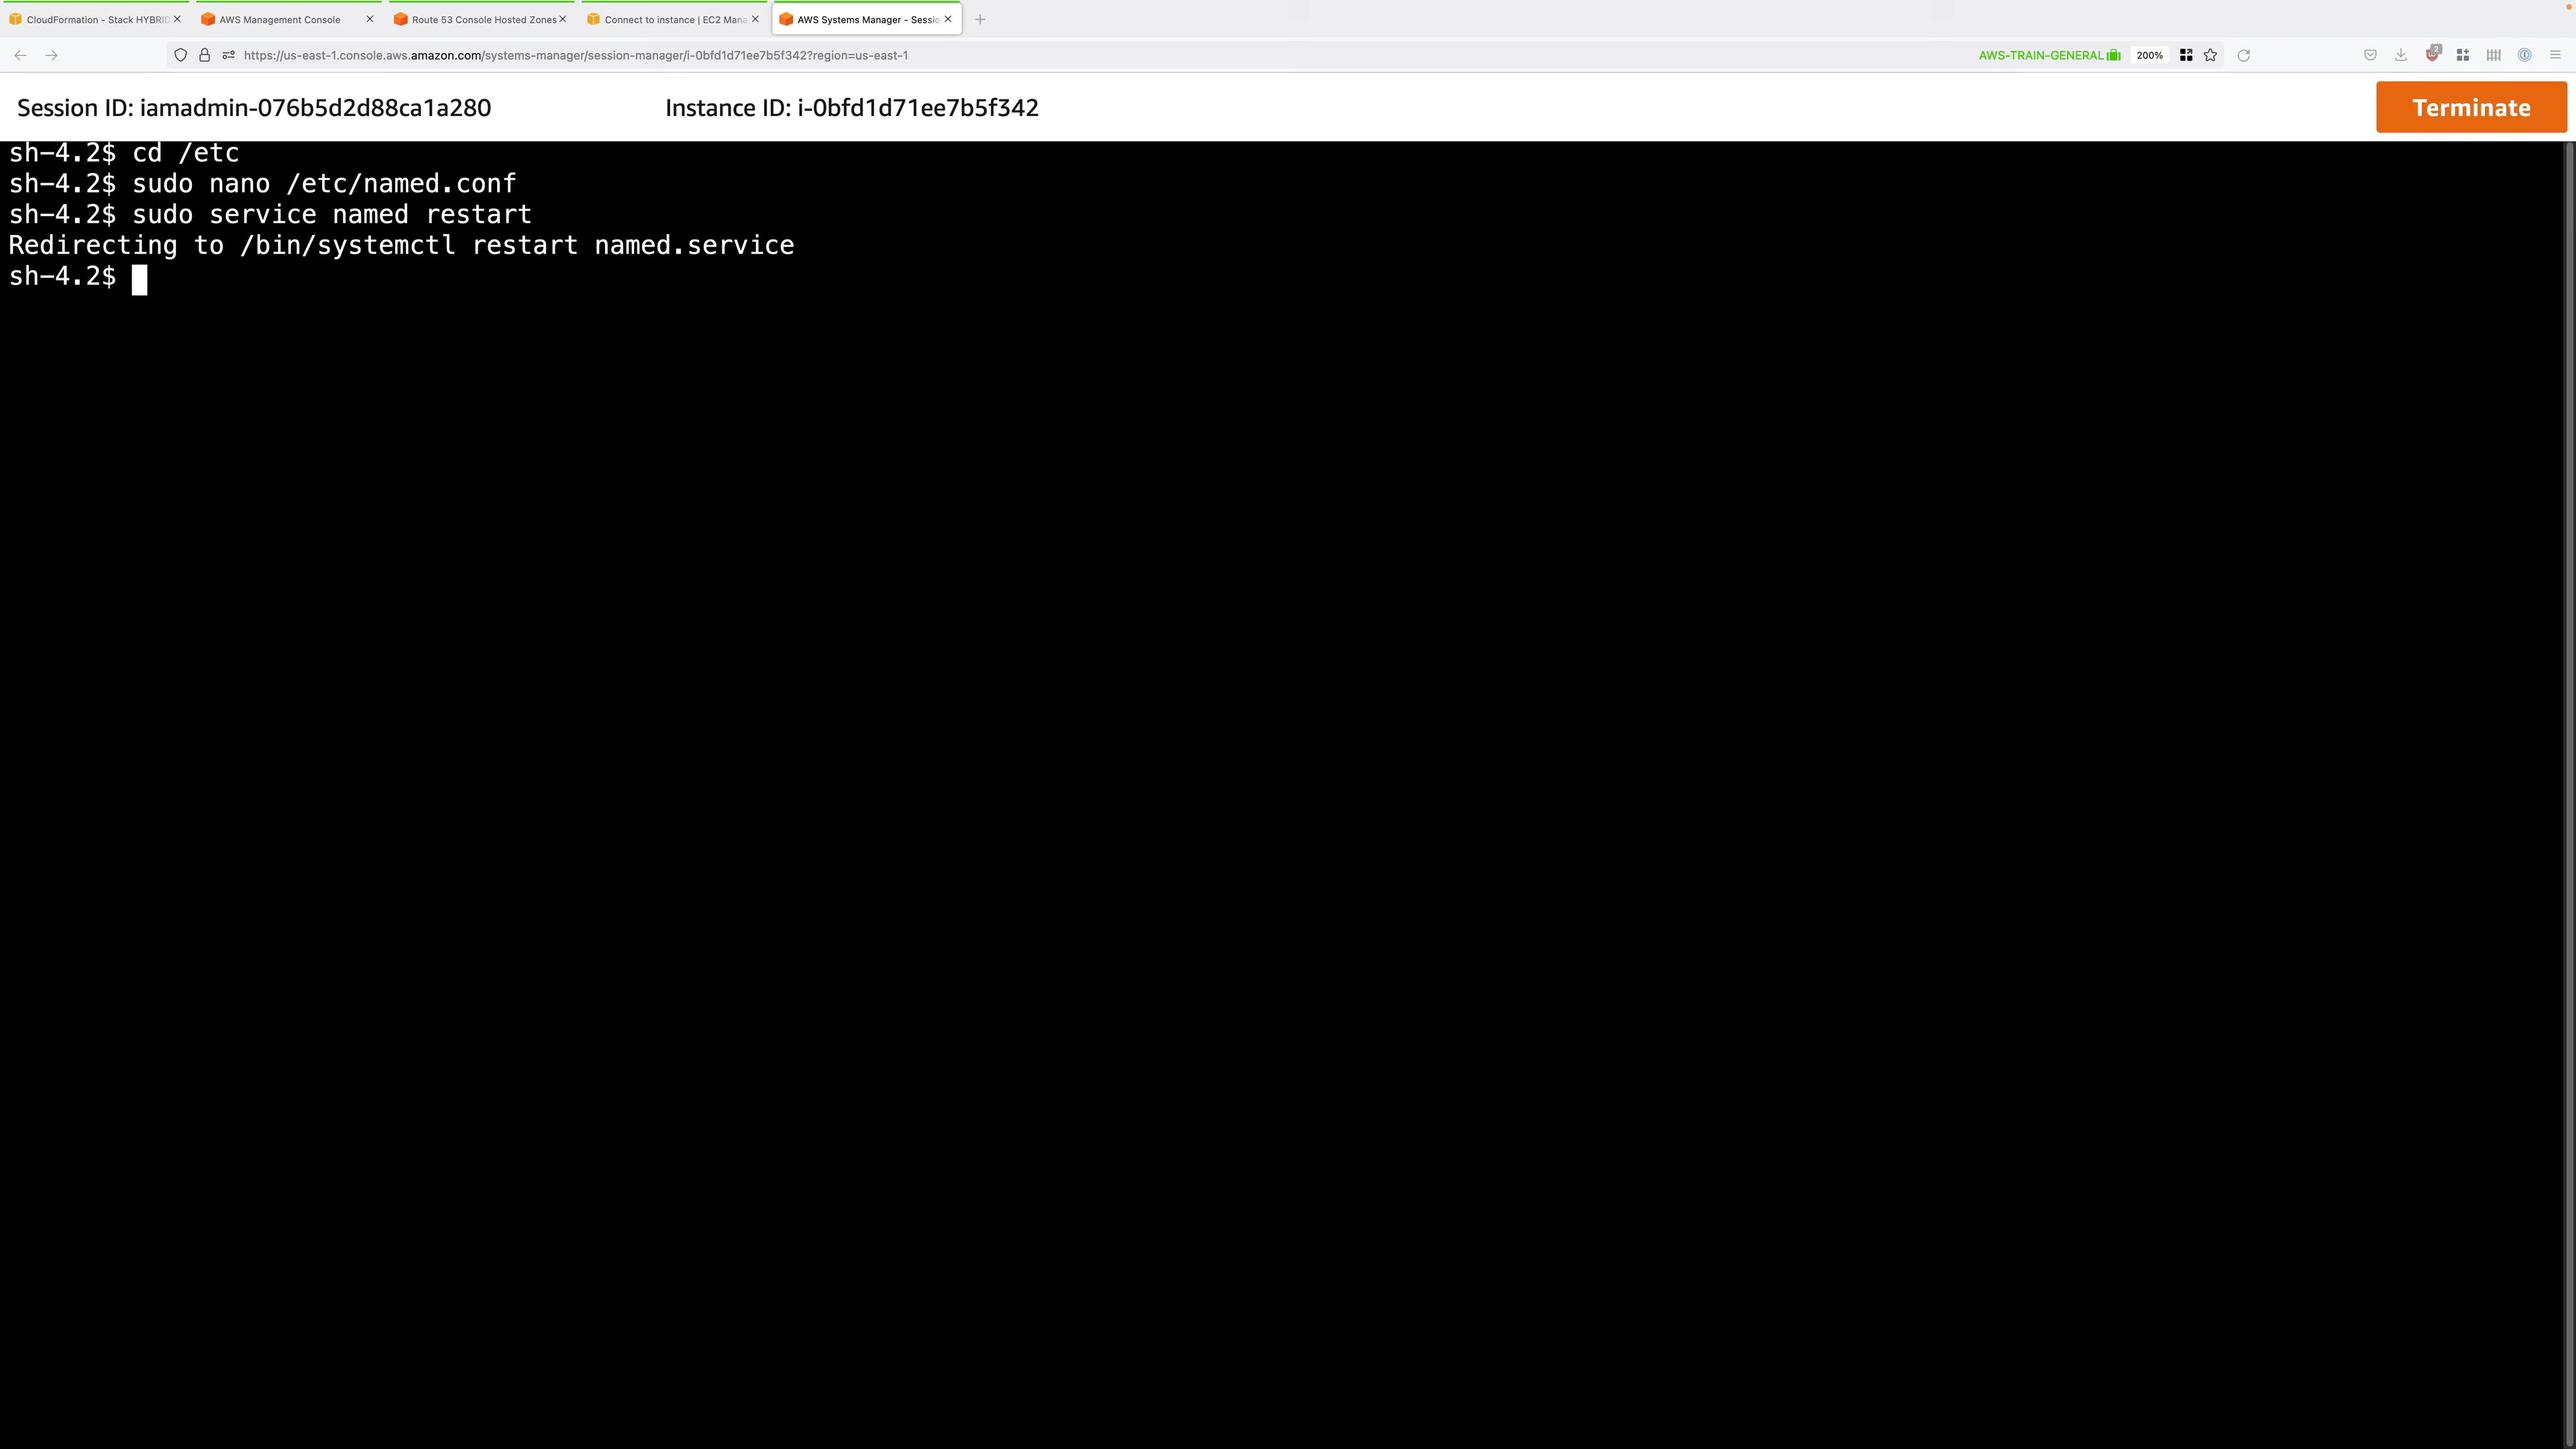 CloudFormation - Stack HYBRID
AWS Management Console
Route 53 Console Hosted Zones
Connect to instance | EC2 Mana
AWS Systems Manager - Sessio
https://us-east-1.console.aws.amazon.com/systems-manager/session-manager/i-0bfd1d71ee7b5f342?region=us-east-1
AWS-TRAIN-GENERAL
200%
2
Session ID: iamadmin-076b5d2d88ca1a280
Instance ID: i-0bfd1d71ee7b5f342
Terminate
sh-4.2$ cd /etc
sh-4.2$ sudo nano /etc/named.conf
sh-4.2$ sudo service named restart
Redirecting to /bin/systemctl restart named.service
sh-4.2$